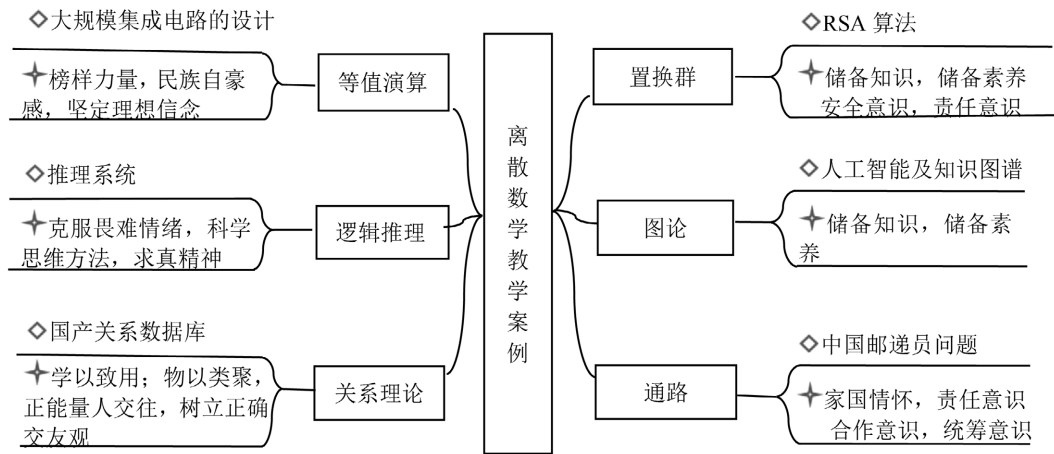 ◇大规模集成电路的设计
榜样力量，民族自豪
感，坚定理想信念
等值演算
◇推理系统
克服畏难情绪，科学
思维方法，求真精神
逻辑推理
◇国产关系数据库
学以致用；物以类聚，
正能量人交往，树立正确
交友观
关系理论
离散数学教学案例
置换群
◇RSA 算法
储备知识，储备素养
安全意识，责任意识
图论
◇人工智能及知识图谱
储备知识，储备素
养
通路
◇中国邮递员问题
家国情怀，责任意识
合作意识，统筹意识